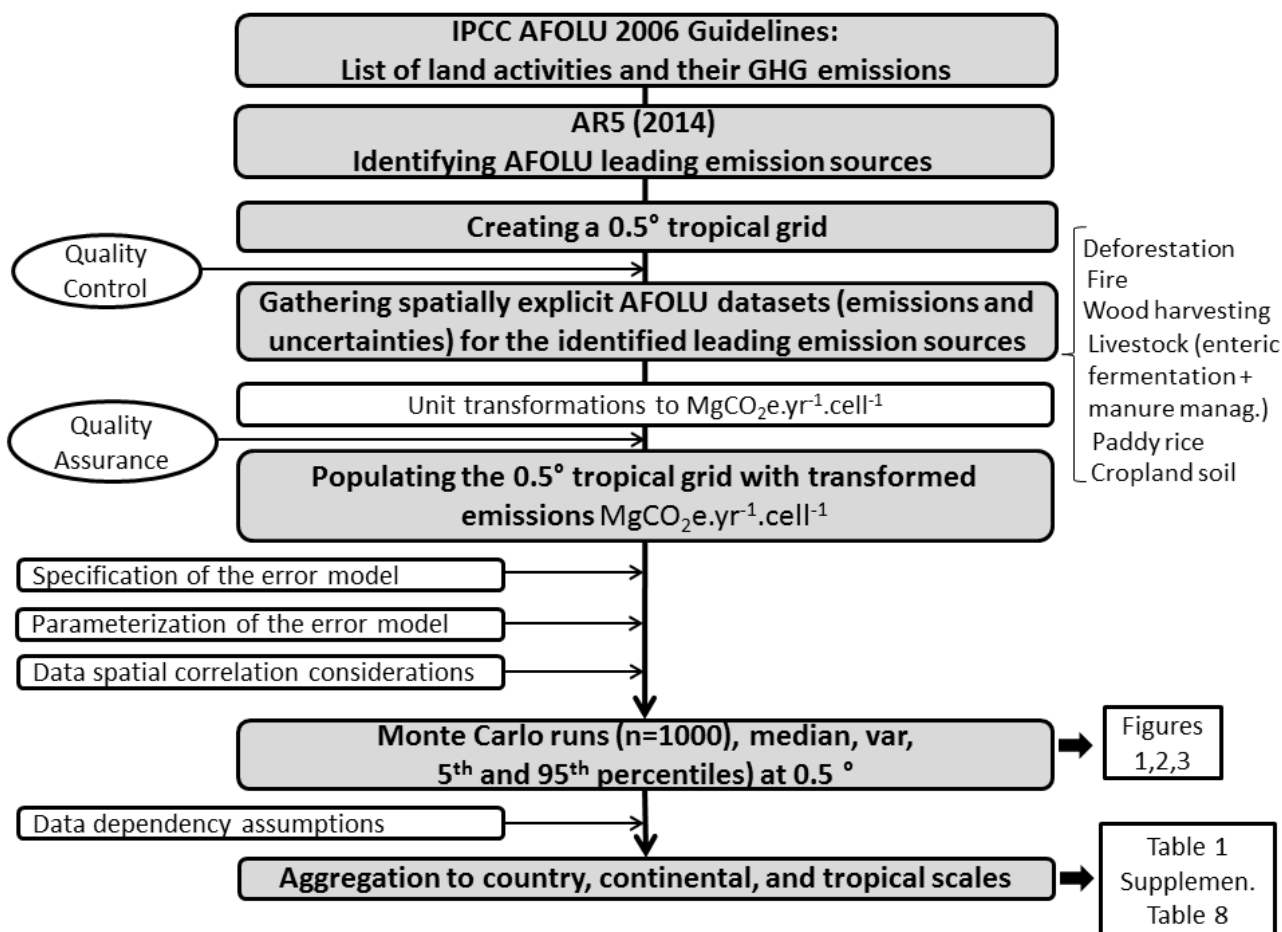 IPCC AFOLU 2006 Guidelines:
List of land activities and their GHG emissions
AR5 (2014)
Identifying AFOLU leading emission sources
Creating a 0.5° tropical grid
Quality
Control
Gathering spatially explicit AFOLU datasets (emissions and
uncertainties) for the identified leading emission sources
Deforestation
Fire
Wood harvesting
Livestock (enteric
fermentation +
manure manag.)
Paddy rice
Cropland soil
Unit transformations to MgCO₂e.yr⁻¹.cell⁻¹
Quality
Assurance
Populating the 0.5° tropical grid with transformed
emissions MgCO₂e.yr⁻¹.cell⁻¹
Specification of the error model
Parameterization of the error model
Data spatial correlation considerations
Monte Carlo runs (n=1000), median, var,
5th and 95th percentiles) at 0.5 °
Figures
1,2,3
Data dependency assumptions
Aggregation to country, continental, and tropical scales
Table 1
Supplemen.
Table 8